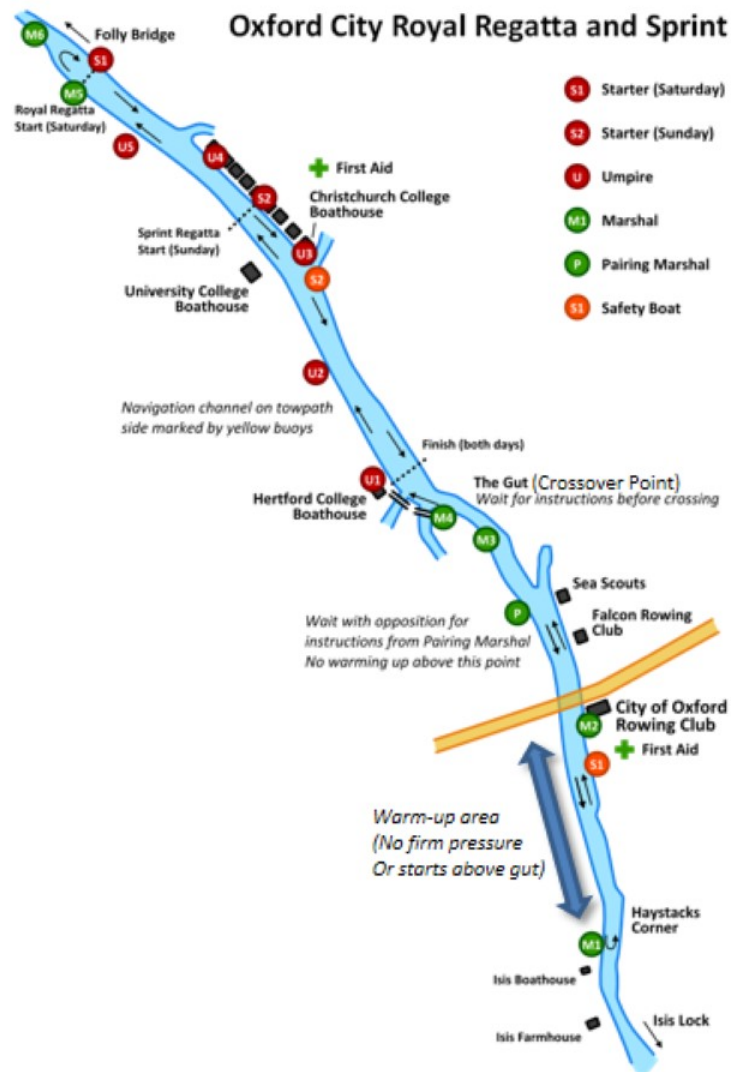 Oxford City Royal Regatta and Sprint
M6
Folly Bridge
S1
M5
Royal Regatta
Start (Saturday)
U5
U4
S1 Starter (Saturday)
S2 Starter (Sunday)
U Umpire
M1 Marshal
P Pairing Marshal
S1 Safety Boat
First Aid
Christchurch College
Boathouse
S2
Sprint Regatta
Start (Sunday)
U3
S2
University College
Boathouse
U2
Navigation channel on towpath
side marked by yellow buoys
Finish (both days)
U1
Hertford College
Boathouse
The Gut (Crossover Point)
Wait for instructions before crossing
M4
M3
Sea Scouts
P
Falcon Rowing
Club
Wait with opposition for
instructions from Pairing Marshal
No warming up above this point
City of Oxford
Rowing Club
M2
First Aid
S1
Warm-up area
(No firm pressure
Or starts above gut)
Haystacks
Corner
M1
Isis Boathouse
Isis Lock
Isis Farmhouse